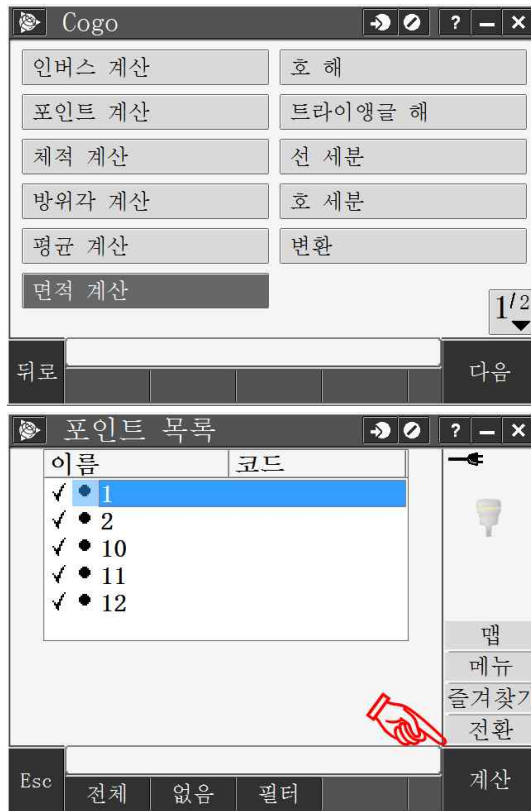 Cogo ? – ×
인버스 계산 호 해
포인트 계산 트라이앵글 해
체적 계산 선 세분
방위각 계산 호 세분
평균 계산 변환
면적 계산
1/2
뒤로 다음
포인트 목록 ? – ×
이름 코드
1
2
10
11
12
맵
메뉴
즐겨찾기
전환
Esc 전체 없음 필터 계산